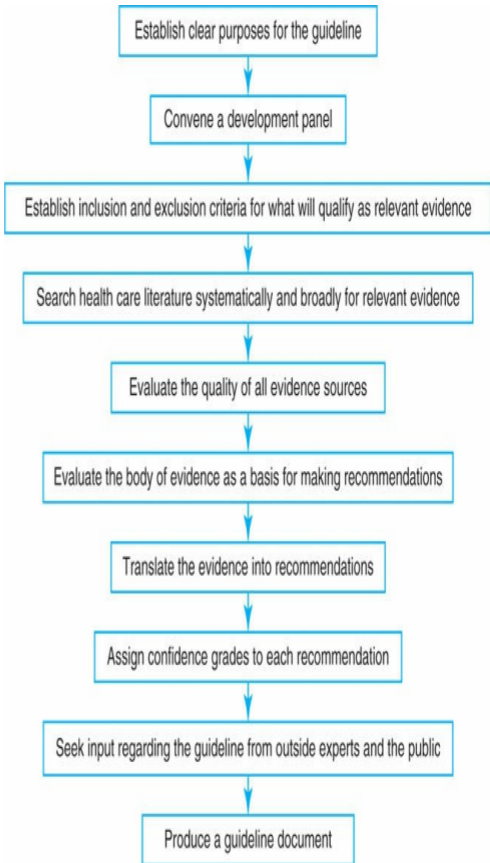 Establish clear purposes for the guideline
Convene a development panel
Establish inclusion and exclusion criteria for what will qualify as relevant evidence
Search health care literature systematically and broadly for relevant evidence
Evaluate the quality of all evidence sources
Evaluate the body of evidence as a basis for making recommendations
Translate the evidence into recommendations
Assign confidence grades to each recommendation
Seek input regarding the guideline from outside experts and the public
Produce a guideline document